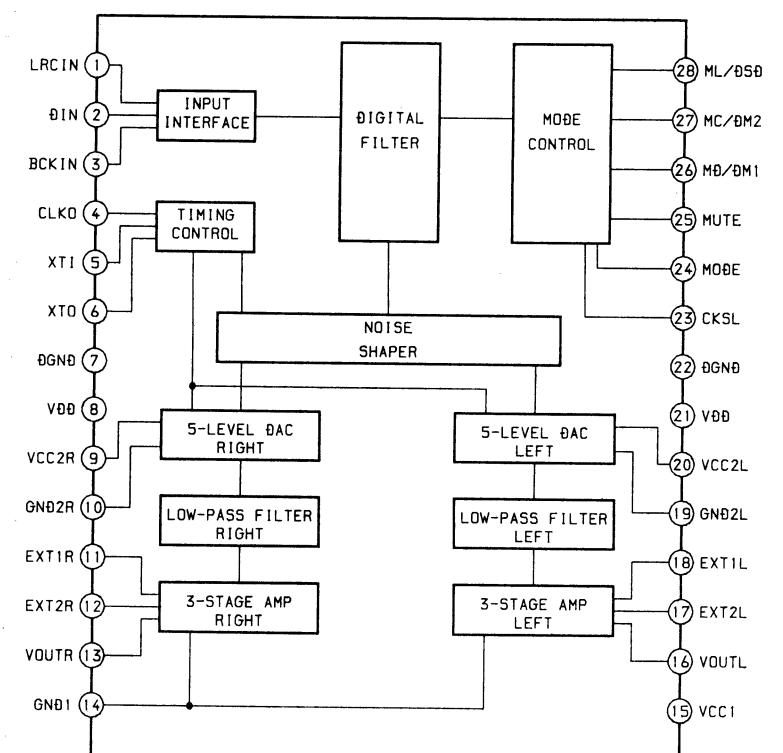 LRCIN 1
DIN 2
BCKIN 3
CLKO 4
XTI 5
XTO 6
DGND 7
VDD 8
VCC2R 9
GND2R 10
EXT1R 11
EXT2R 12
VOUTR 13
GND1 14
INPUT
INTERFACE
TIMING
CONTROL
DIGITAL
FILTER
MODE
CONTROL
NOISE
SHAPER
5-LEVEL DAC
RIGHT
LOW-PASS FILTER
RIGHT
3-STAGE AMP
RIGHT
5-LEVEL DAC
LEFT
LOW-PASS FILTER
LEFT
3-STAGE AMP
LEFT
28 ML/DSD
27 MC/DM2
26 MD/DM1
25 MUTE
24 MODE
23 CKSL
22 DGND
21 VDD
20 VCC2L
19 GND2L
18 EXT1L
17 EXT2L
16 VOUTL
15 VCC1